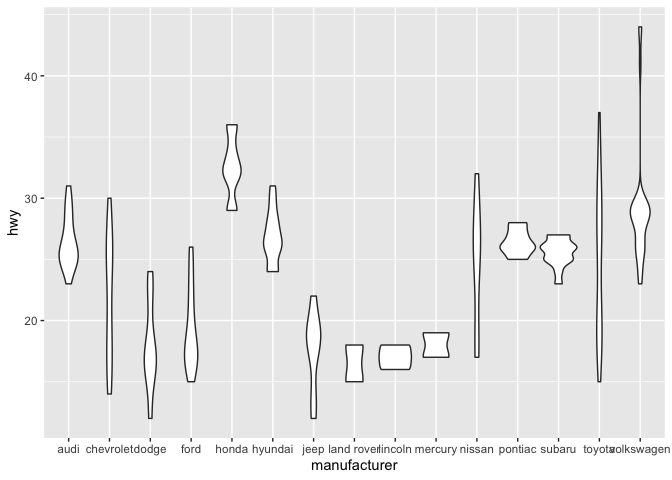 hwy
40
30
20
audi chevrolet dodge ford honda hyundai jeep land rover lincoln mercury nissan pontiac subaru toyota volkswagen
manufacturer